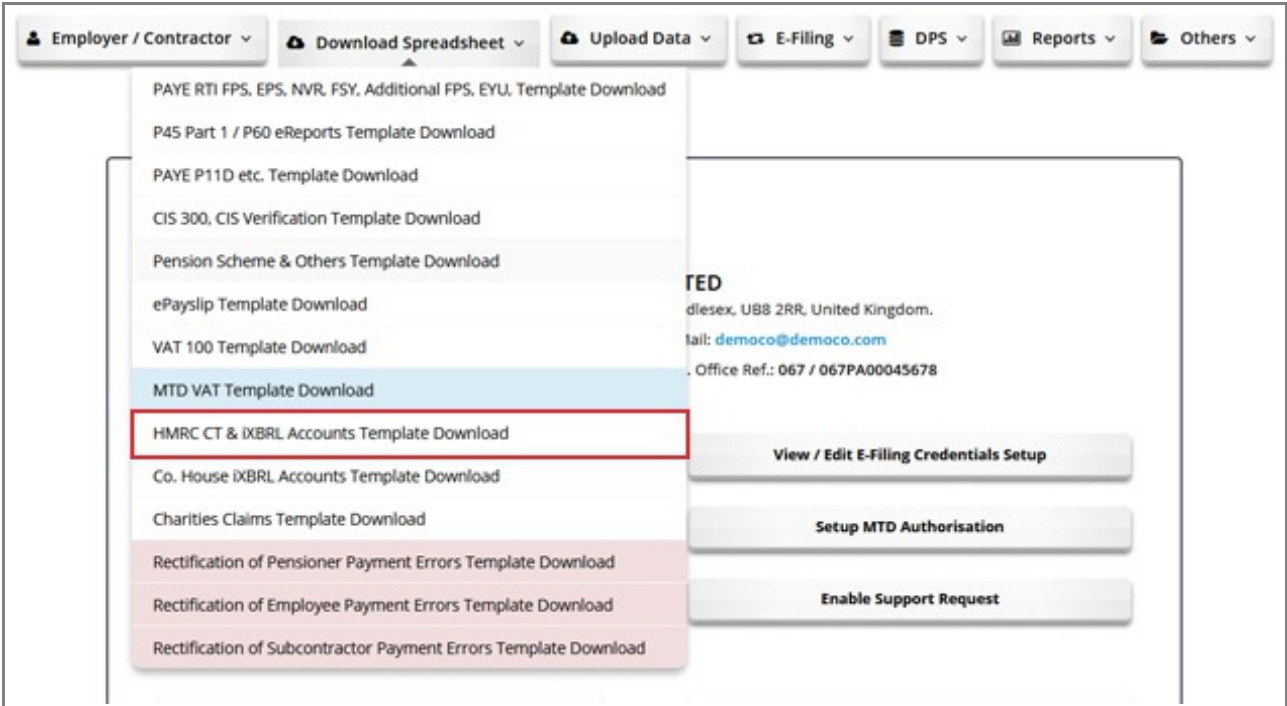 Employer / Contractor
Download Spreadsheet
Upload Data
E-Filing
DPS
Reports
Others
PAYE RTI FPS, EPS, NVR, FSY, Additional FPS, EYU, Template Download
P45 Part 1 / P60 eReports Template Download
PAYE P11D etc. Template Download
CIS 300, CIS Verification Template Download
Pension Scheme & Others Template Download
ePayslip Template Download
VAT 100 Template Download
MTD VAT Template Download
HMRC CT & iXBRL Accounts Template Download
Co. House iXBRL Accounts Template Download
Charities Claims Template Download
Rectification of Pensioner Payment Errors Template Download
Rectification of Employee Payment Errors Template Download
Rectification of Subcontractor Payment Errors Template Download
TED
dlesex, UB8 2RR, United Kingdom.
Mail: democo@democo.com
. Office Ref.: 067 / 067PA00045678
View / Edit E-Filing Credentials Setup
Setup MTD Authorisation
Enable Support Request